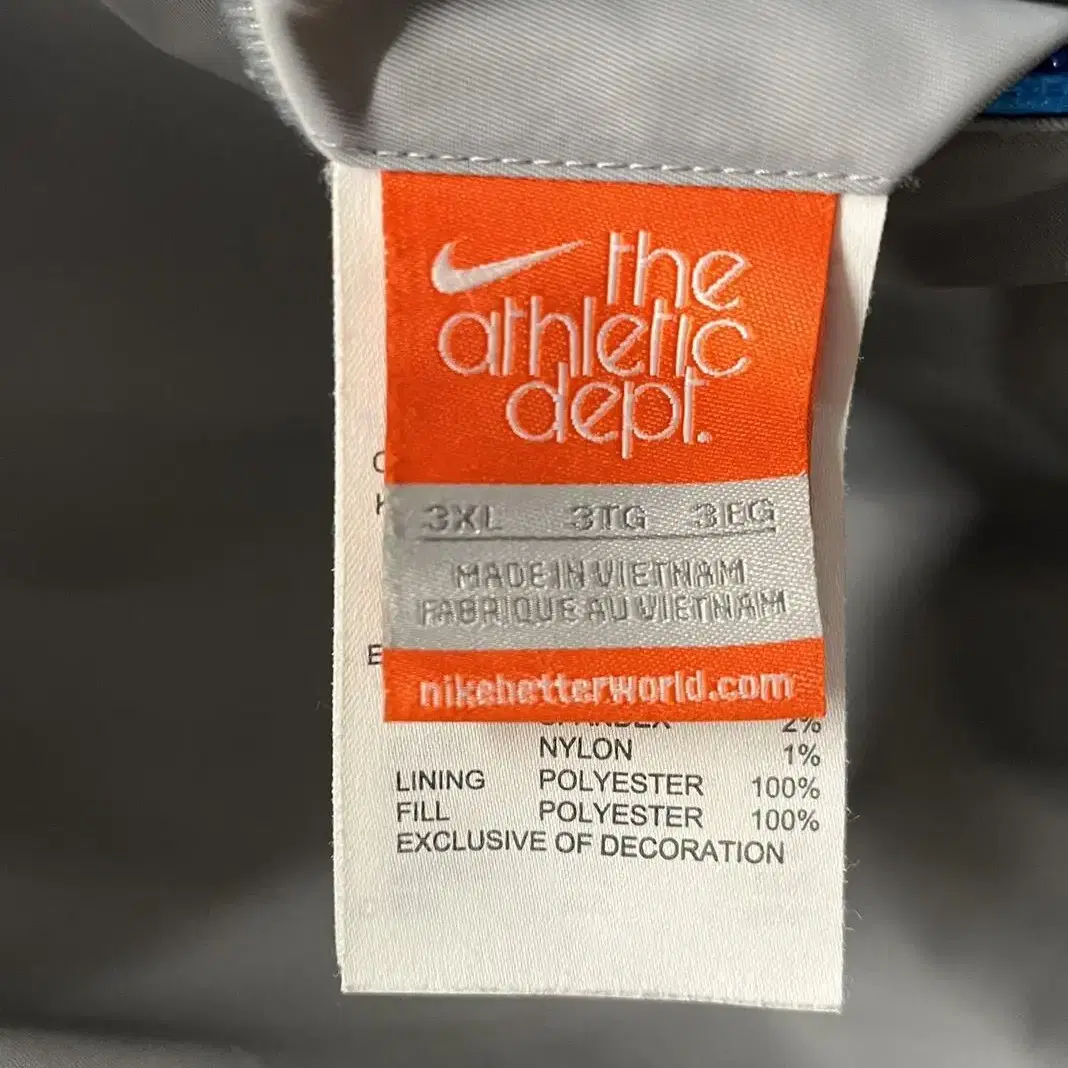 the
athletic
dept.
3XL 3TG 3EG
MADE IN VIETNAM
FABRIQUE AU VIETNAM
nikebetterworld.com
SPANDEX 2%
NYLON 1%
LINING POLYESTER 100%
FILL POLYESTER 100%
EXCLUSIVE OF DECORATION